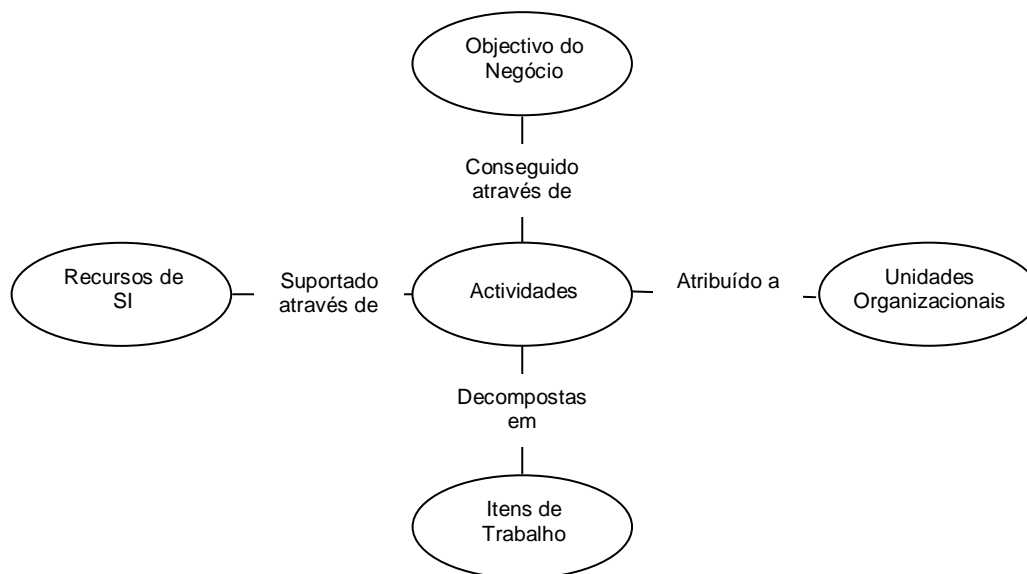 Objectivo do
Negócio
Conseguido
através de
Recursos de
SI
Suportado
através de
Actividades
Atribuído a
Unidades
Organizacionais
Decompostas
em
Itens de
Trabalho